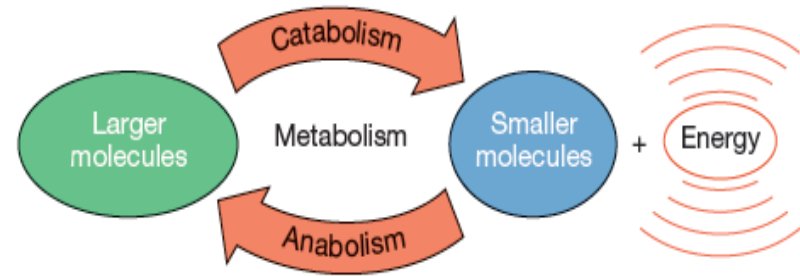 Catabolism
Larger
molecules
Metabolism
Smaller
molecules
+
Energy
Anabolism